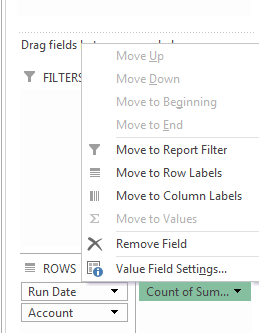 Drag fields
FILTERS
Move Up
Move Down
Move to Beginning
Move to End
Move to Report Filter
Move to Row Labels
Move to Column Labels
Σ Move to Values
Remove Field
Value Field Settings...
ROWS
Run Date
Count of Sum...
Account